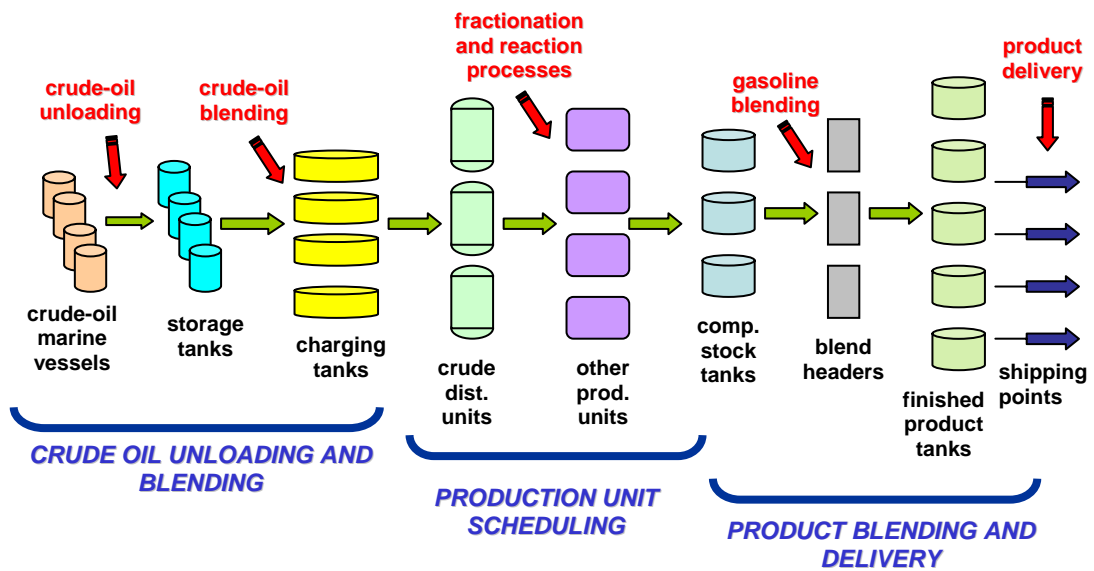 crude-oil
unloading
crude-oil
blending
fractionation
and reaction
processes
gasoline
blending
product
delivery
crude-oil
marine
vessels
storage
tanks
charging
tanks
crude
dist.
units
other
prod.
units
comp.
stock
tanks
blend
headers
finished
product
tanks
shipping
points
CRUDE OIL UNLOADING AND
BLENDING
PRODUCTION UNIT
SCHEDULING
PRODUCT BLENDING AND
DELIVERY